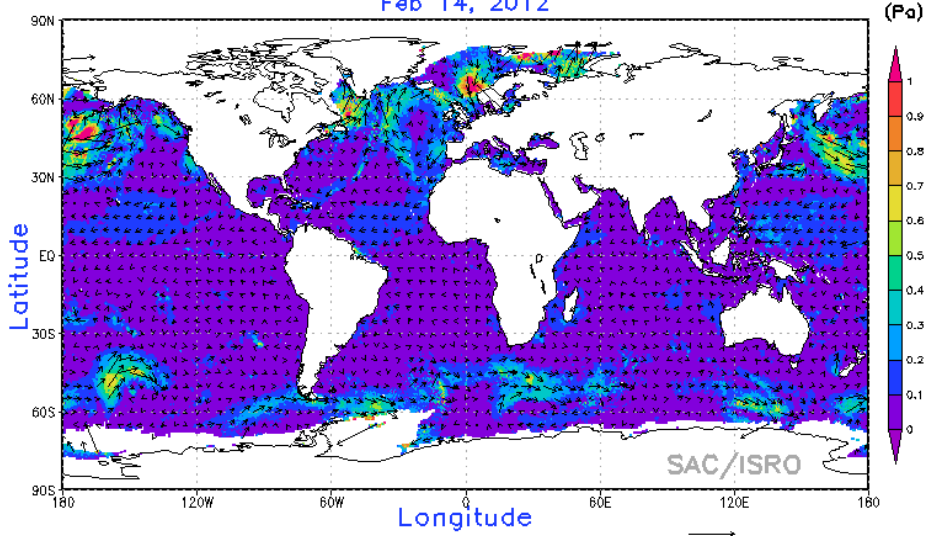 Feb 14, 2012
(Pa)
90N
60N
30N
EQ
30S
60S
90S
Latitude
180
120W
60W
0
60E
120E
180
Longitude
1
0.9
0.8
0.7
0.6
0.5
0.4
0.3
0.2
0.1
0
SAC/ISRO